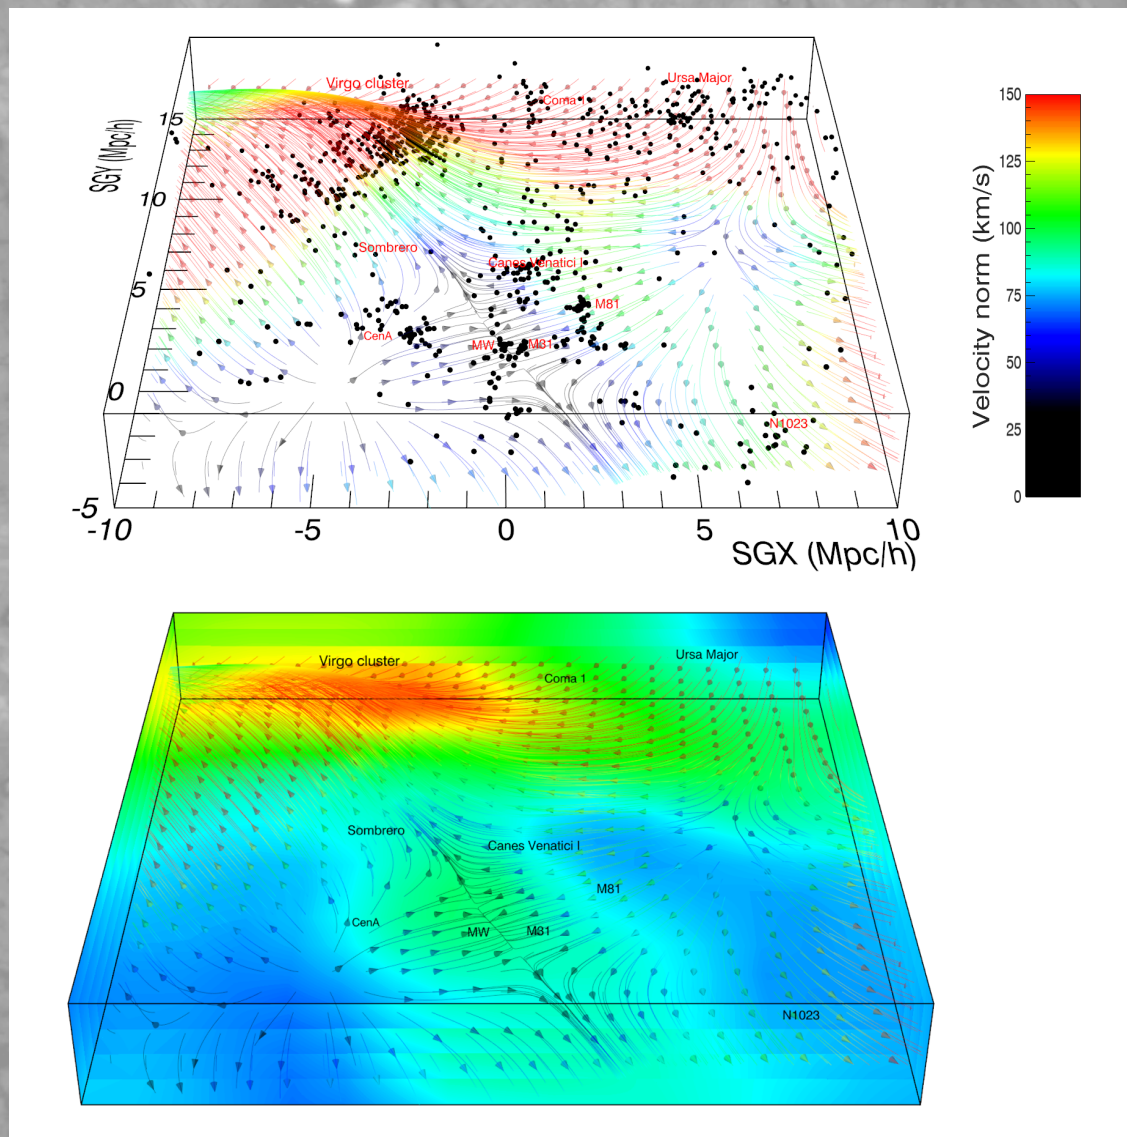 Virgo cluster
Ursa Major
Coma 1
150
15
SGY (Mpc/h)
125
10
100
Sombrero
Canes Venatici I
5
M81
75
CenA
MW
M31
50
0
N1023
25
Velocity norm (km/s)
0
-5
-10
-5
0
5
10
SGX (Mpc/h)
Ursa Major
Virgo cluster
Coma 1
Sombrero
Canes Venatici I
M81
CenA
MW
M31
N1023